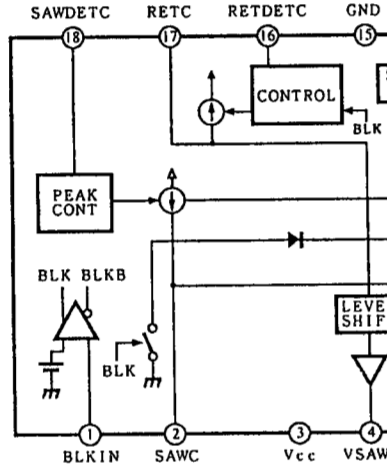 SAWDETC RETC RETDETC GND
18 17 16 15
CONTROL
BLK
PEAK
CONT
BLK BLKB
LEVE
SHIF
BLK
1 2 3 4
BLKIN SAWC Vcc VSAW